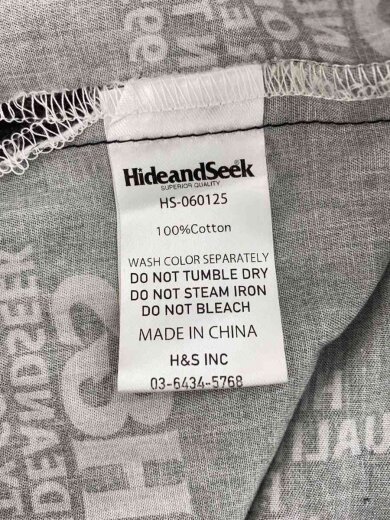 HideandSeek
SUPERIOR QUALITY
HS-060125
100%Cotton
WASH COLOR SEPARATELY
DO NOT TUMBLE DRY
DO NOT STEAM IRON
DO NOT BLEACH
MADE IN CHINA
H&S INC
03-6434-5768
DEANDSEEK